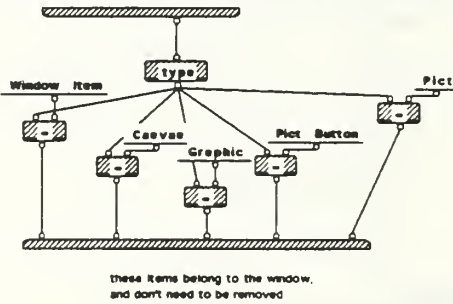 type
Window Item
Pict
Caevae
Pict Button
Graphic
these items belong to the window,
and don't need to be removed